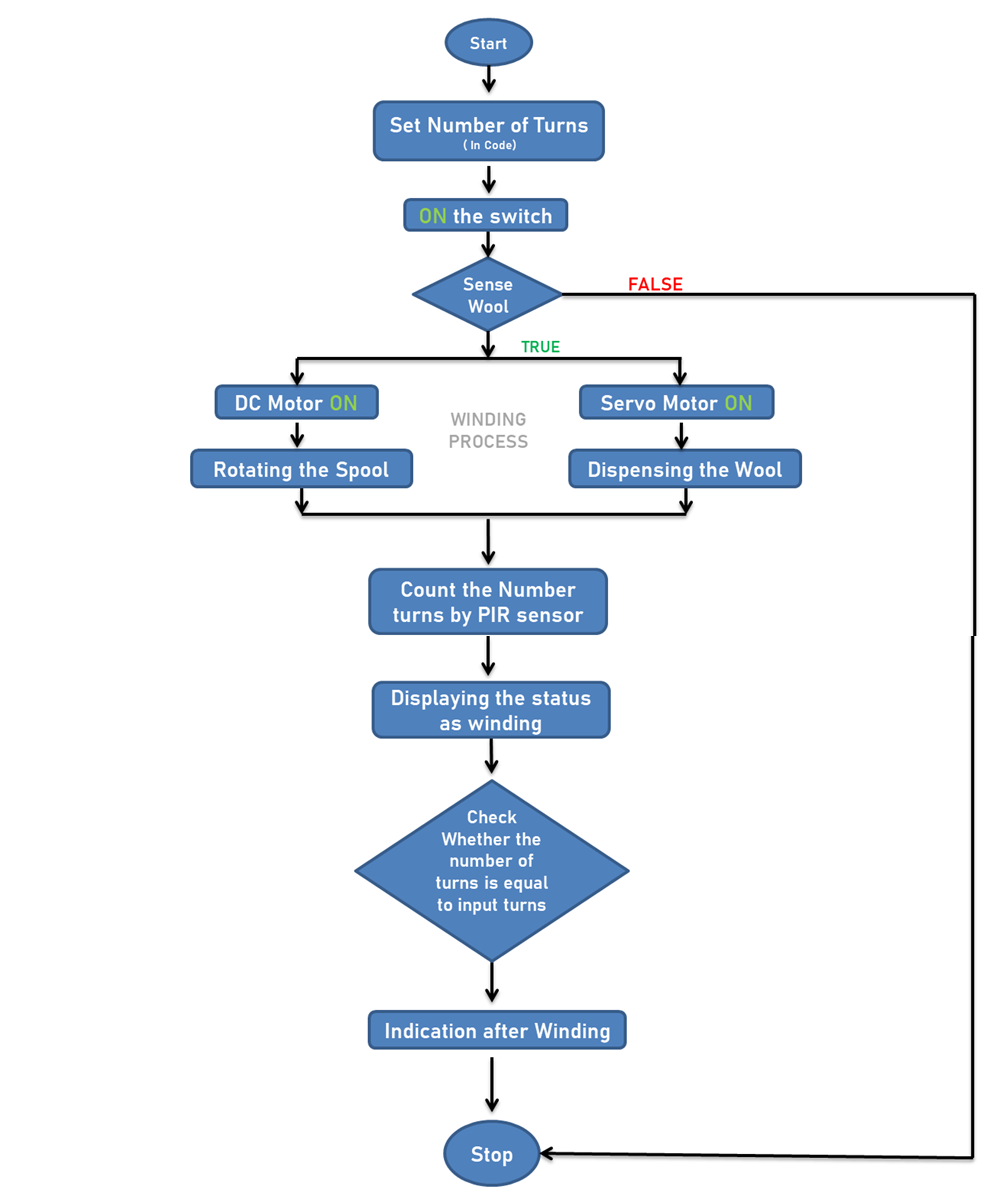 Start
Set Number of Turns
( In Code)
ON the switch
Sense
Wool
FALSE
TRUE
DC Motor ON
Servo Motor ON
WINDING
PROCESS
Rotating the Spool
Dispensing the Wool
Count the Number
turns by PIR sensor
Displaying the status
as winding
Check
Whether the
number of
turns is equal
to input turns
Indication after Winding
Stop